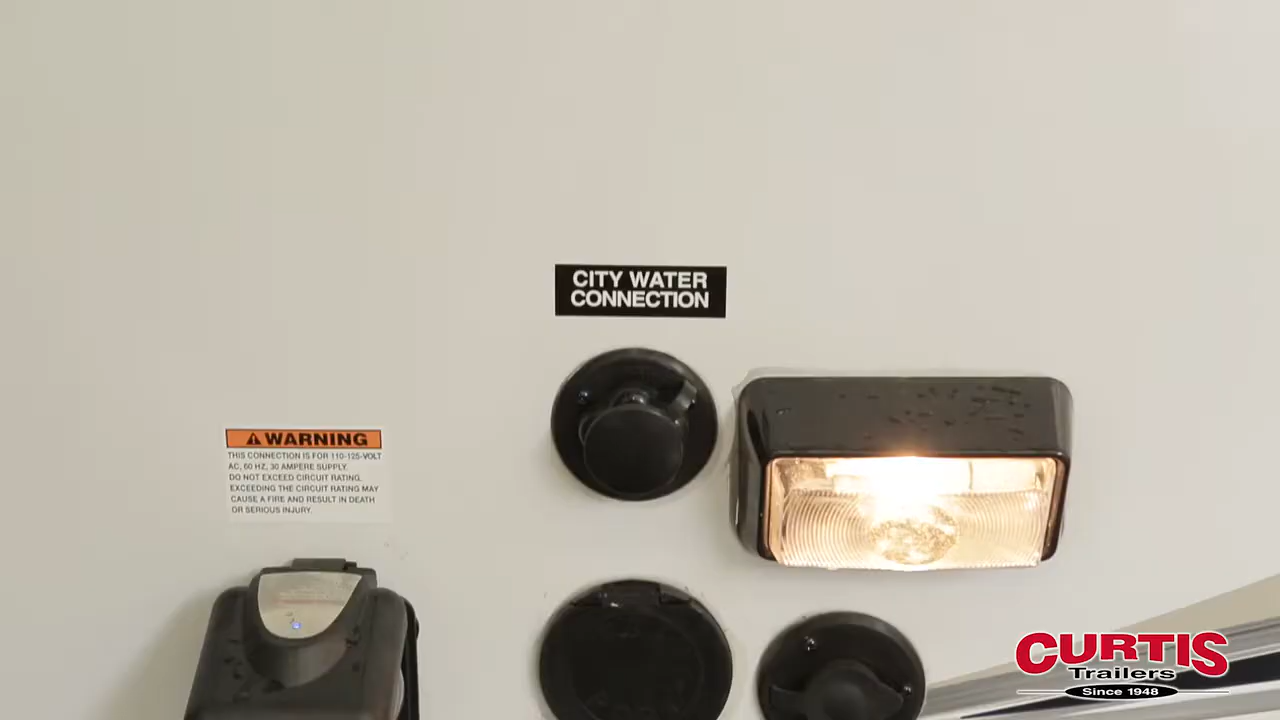 CITY WATER
CONNECTION
WARNING
THIS CONNECTION IS FOR 110-125-VOLT
AC, 60 HZ, 30 AMPERE SUPPLY.
DO NOT EXCEED CIRCUIT RATING.
EXCEEDING THE CIRCUIT RATING MAY
CAUSE A FIRE AND RESULT IN DEATH
OR SERIOUS INJURY.
CURTIS
Trailers
Since 1948